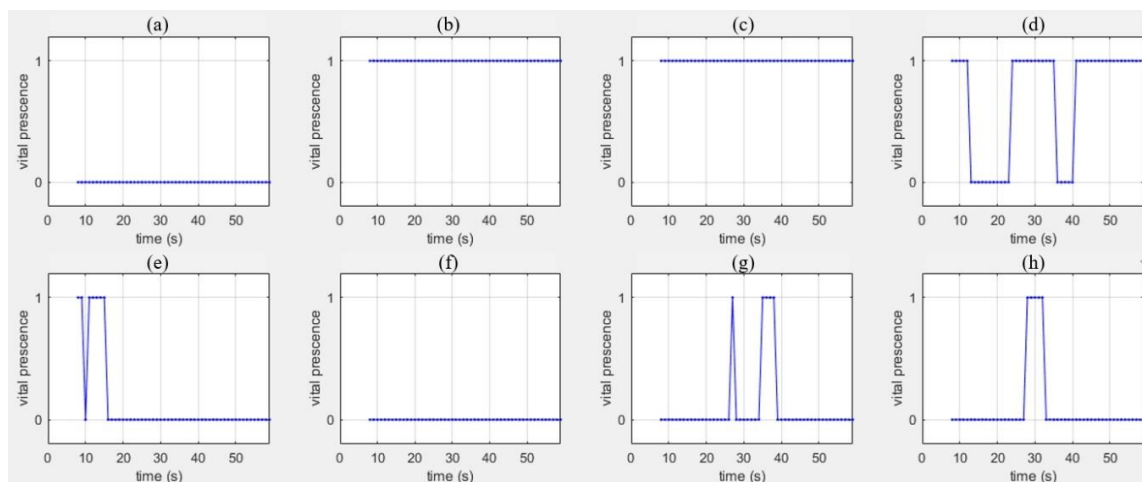 (a) (b) (c) (d)
vital prescence vital prescence vital prescence vital prescence
1 1 1 1
0 0 0 0
0 10 20 30 40 50 0 10 20 30 40 50 0 10 20 30 40 50 0 10 20 30 40 50
time (s) time (s) time (s) time (s)
(e) (f) (g) (h)
vital prescence vital prescence vital prescence vital prescence
1 1 1 1
0 0 0 0
0 10 20 30 40 50 0 10 20 30 40 50 0 10 20 30 40 50 0 10 20 30 40 50
time (s) time (s) time (s) time (s)